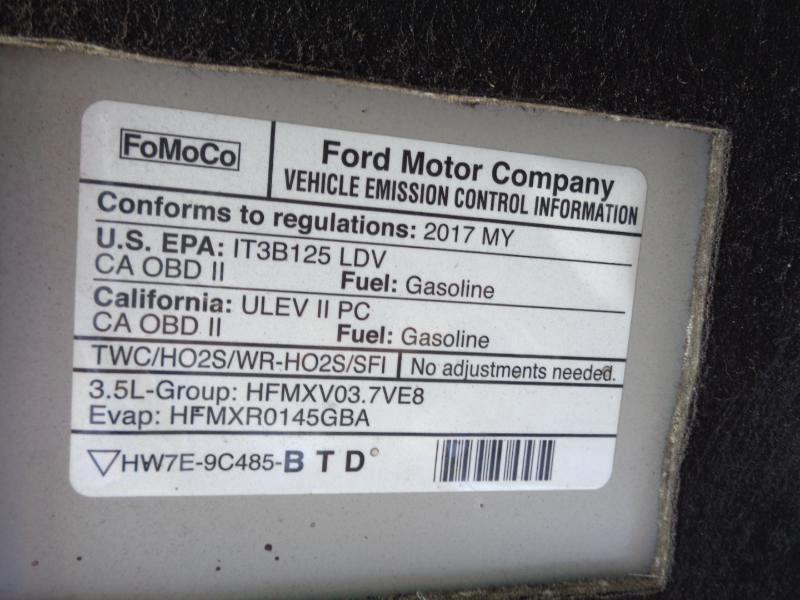 FoMoCo
Ford Motor Company
VEHICLE EMISSION CONTROL INFORMATION
Conforms to regulations: 2017 MY
U.S. EPA: IT3B125 LDV
CA OBD II Fuel: Gasoline
California: ULEV II PC
CA OBD II Fuel: Gasoline
TWC/HO2S/WR-HO2S/SFI No adjustments needed.
3.5L-Group: HFMXV03.7VE8
Evap: HFMXR0145GBA
HW7E-9C485-B T D